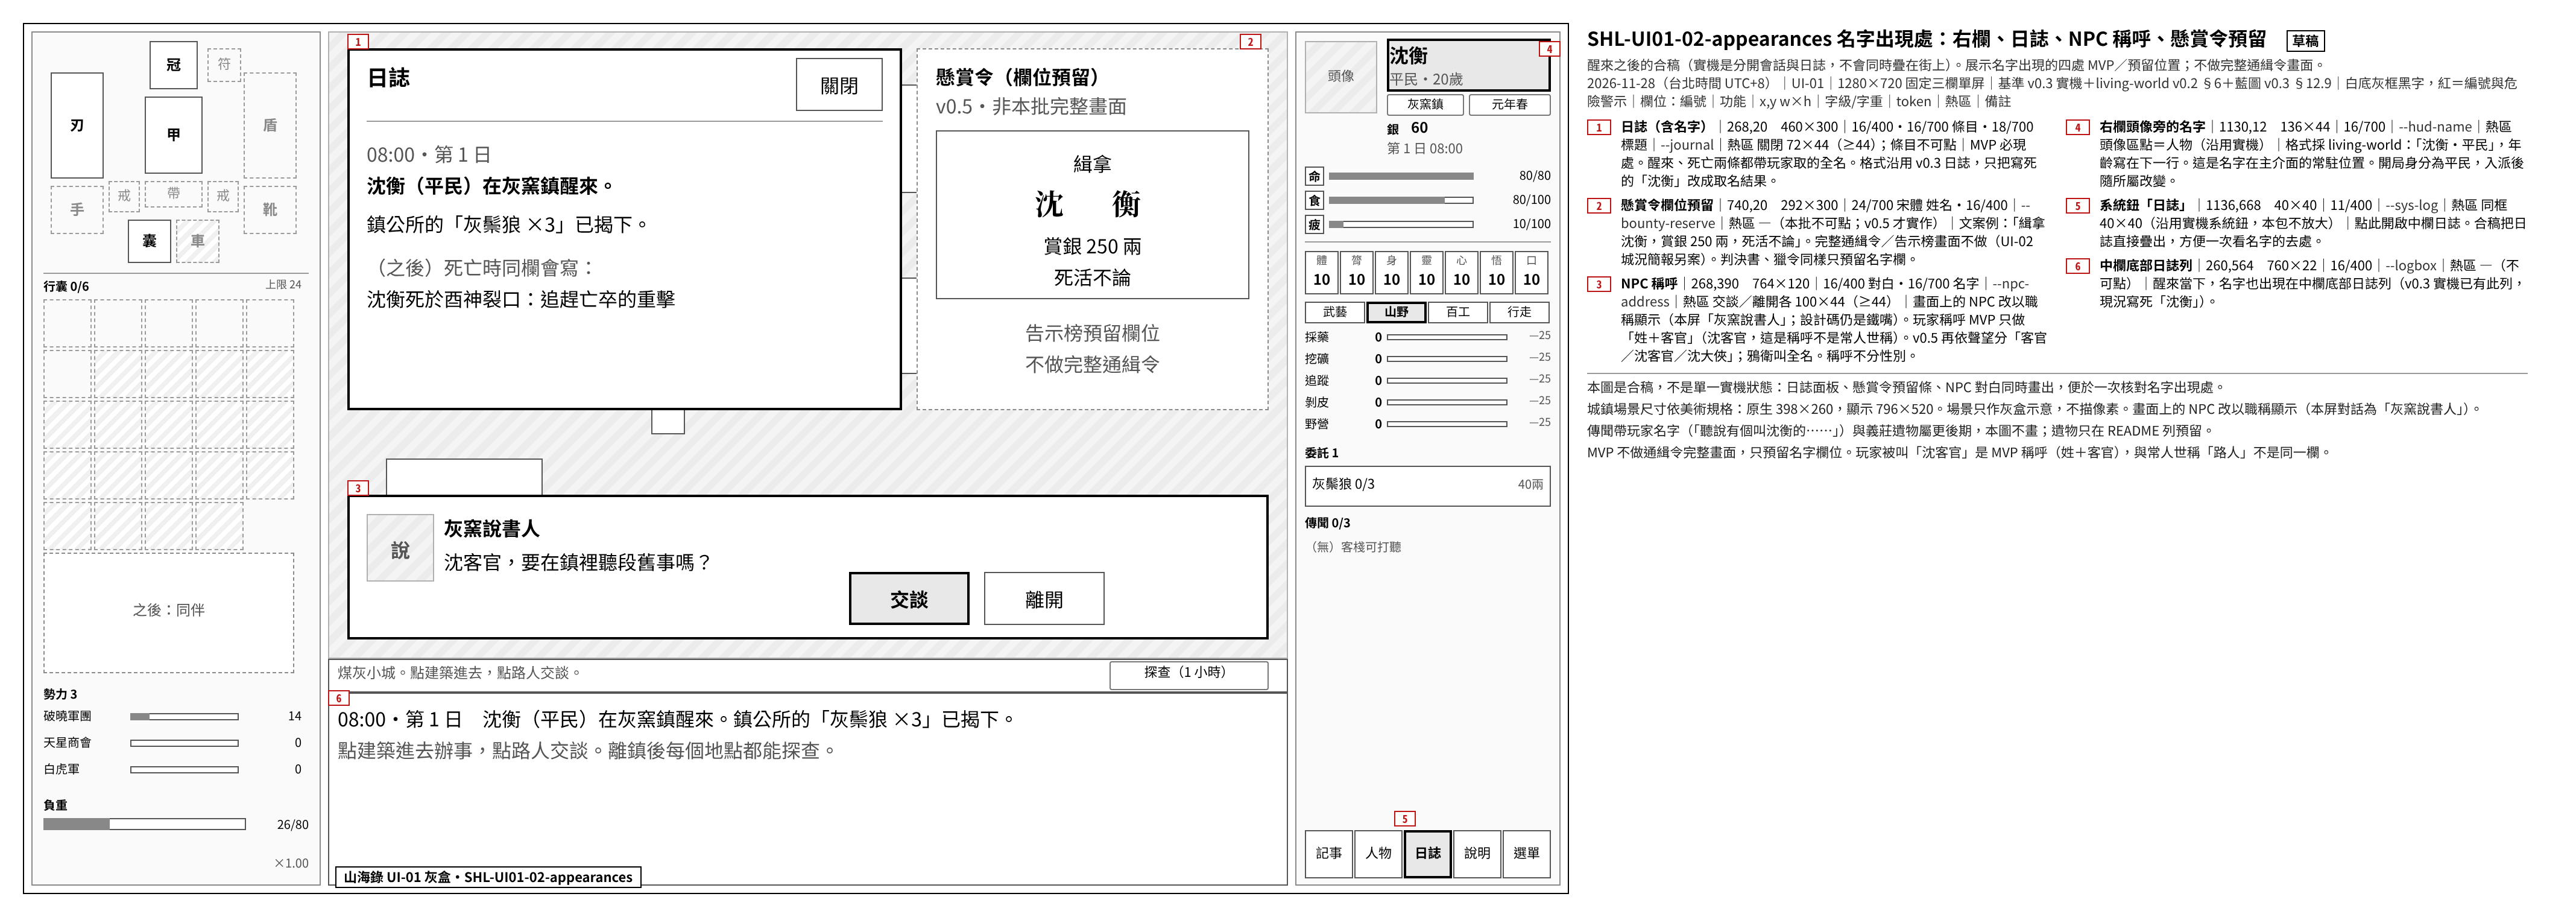 冠
符
刃
甲
盾
手
戒
帶
戒
靴
囊
車
行囊 0/6
上限 24
之後：同伴
勢力 3
破曉軍團 14
天星商會 0
白虎軍 0
負重
26/80
×1.00
1
日誌
關閉
08:00・第 1 日
沈衡（平民）在灰窯鎮醒來。
鎮公所的「灰鬃狼 ×3」已揭下。
（之後）死亡時同欄會寫：
沈衡死於酉神裂口：追趕亡卒的重擊
2
懸賞令（欄位預留）
v0.5・非本批完整畫面
緝拿
沈 衡
賞銀 250 兩
死活不論
告示榜預留欄位
不做完整通緝令
3
說
灰窯說書人
沈客官，要在鎮裡聽段舊事嗎？
交談
離開
煤灰小城。點建築進去，點路人交談。
探查（1 小時）
6
08:00・第 1 日 沈衡（平民）在灰窯鎮醒來。鎮公所的「灰鬃狼 ×3」已揭下。
點建築進去辦事，點路人交談。離鎮後每個地點都能探查。
山海錄 UI-01 灰盒・SHL-UI01-02-appearances
頭像
沈衡
4
平民・20歲
灰窯鎮
元年春
銀 60
第 1 日 08:00
命 80/80
食 80/100
疲 10/100
體 膂 身 靈 心 悟 口
10 10 10 10 10 10 10
武藝 山野 百工 行走
採藥 0 —25
挖礦 0 —25
追蹤 0 —25
剝皮 0 —25
野營 0 —25
委託 1
灰鬃狼 0/3 40兩
傳聞 0/3
（無）客棧可打聽
5
記事 人物 日誌 說明 選單
SHL-UI01-02-appearances 名字出現處：右欄、日誌、NPC 稱呼、懸賞令預留 草稿
醒來之後的合稿（實機是分開會話與日誌，不會同時疊在街上）。展示名字出現的四處 MVP／預留位置；不做完整通緝令畫面。
2026-11-28（台北時間 UTC+8）｜UI-01｜1280×720 固定三欄單屏｜基準 v0.3 實機＋living-world v0.2 §6＋藍圖 v0.3 §12.9｜白底灰框黑字，紅＝編號與危
險警示｜欄位：編號｜功能｜x,y w×h｜字級/字重｜token｜熱區｜備註
1 日誌（含名字）｜268,20 460×300｜16/400・16/700 條目・18/700
標題｜--journal｜熱區 關閉 72×44（≥44）；條目不可點｜MVP 必現
處。醒來、死亡兩條都帶玩家取的全名。格式沿用 v0.3 日誌，只把寫死
的「沈衡」改成取名結果。
2 懸賞令欄位預留｜740,20 292×300｜24/700 宋體 姓名・16/400｜--
bounty-reserve｜熱區 —（本批不可點；v0.5 才實作）｜文案例：「緝拿
沈衡，賞銀 250 兩，死活不論」。完整通緝令／告示榜畫面不做（UI-02
城況簡報另案）。判決書、獵令同樣只預留名字欄。
3 NPC 稱呼｜268,390 764×120｜16/400 對白・16/700 名字｜--npc-
address｜熱區 交談／離開各 100×44（≥44）｜畫面上的 NPC 改以職
稱顯示（本屏「灰窯說書人」；設計碼仍是鐵嘴）。玩家稱呼 MVP 只做
「姓＋客官」（沈客官，這是稱呼不是常人世稱）。v0.5 再依聲望分「客官
／沈客官／沈大俠」；鴉衛叫全名。稱呼不分性別。
4 右欄頭像旁的名字｜1130,12 136×44｜16/700｜--hud-name｜熱區
頭像區點＝人物（沿用實機）｜格式採 living-world：「沈衡・平民」，年
齡寫在下一行。這是名字在主介面的常駐位置。開局身分為平民，入派後
隨所屬改變。
5 系統鈕「日誌」｜1136,668 40×40｜11/400｜--sys-log｜熱區 同框
40×40（沿用實機系統鈕，本包不放大）｜點此開啟中欄日誌。合稿把日
誌直接疊出，方便一次看名字的去處。
6 中欄底部日誌列｜260,564 760×22｜16/400｜--logbox｜熱區 —（不
可點）｜醒來當下，名字也出現在中欄底部日誌列（v0.3 實機已有此列，
現況寫死「沈衡」）。
本圖是合稿，不是單一實機狀態：日誌面板、懸賞令預留條、NPC 對白同時畫出，便於一次核對名字出現處。
城鎮場景尺寸依美術規格：原生 398×260，顯示 796×520。場景只作灰盒示意，不描像素。畫面上的 NPC 改以職稱顯示（本屏對話為「灰窯說書人」）。
傳聞帶玩家名字（「聽說有個叫沈衡的……」）與義莊遺物屬更後期，本圖不畫；遺物只在 README 列預留。
MVP 不做通緝令完整畫面，只預留名字欄位。玩家被叫「沈客官」是 MVP 稱呼（姓＋客官），與常人世稱「路人」不是同一欄。